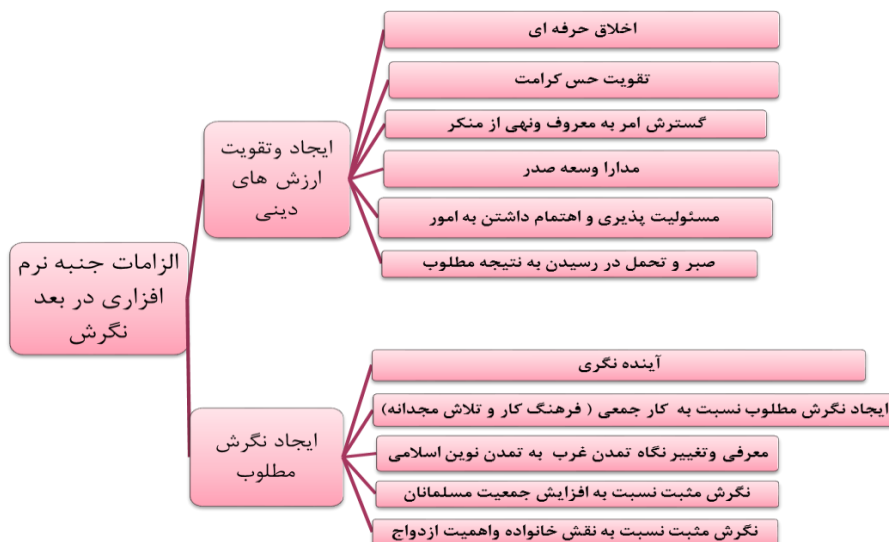 الزامات جنبه نرم
افزاری در بعد
نگرش
ایجاد وتقویت
ارزش های
دینی
اخلاق حرفه ای
تقویت حس کرامت
گسترش امر به معروف ونهی از منکر
مدارا وسعه صدر
مسئولیت پذیری و اهتمام داشتن به امور
صبر و تحمل در رسیدن به نتیجه مطلوب
ایجاد نگرش
مطلوب
آینده نگری
ایجاد نگرش مطلوب نسبت به کار جمعی ( فرهنگ کار و تلاش مجدانه)
معرفی وتغییر نگاه تمدن غرب به تمدن نوین اسلامی
نگرش مثبت نسبت به افزایش جمعیت مسلمانان
نگرش مثبت نسبت به نقش خانواده واهمیت ازدواج